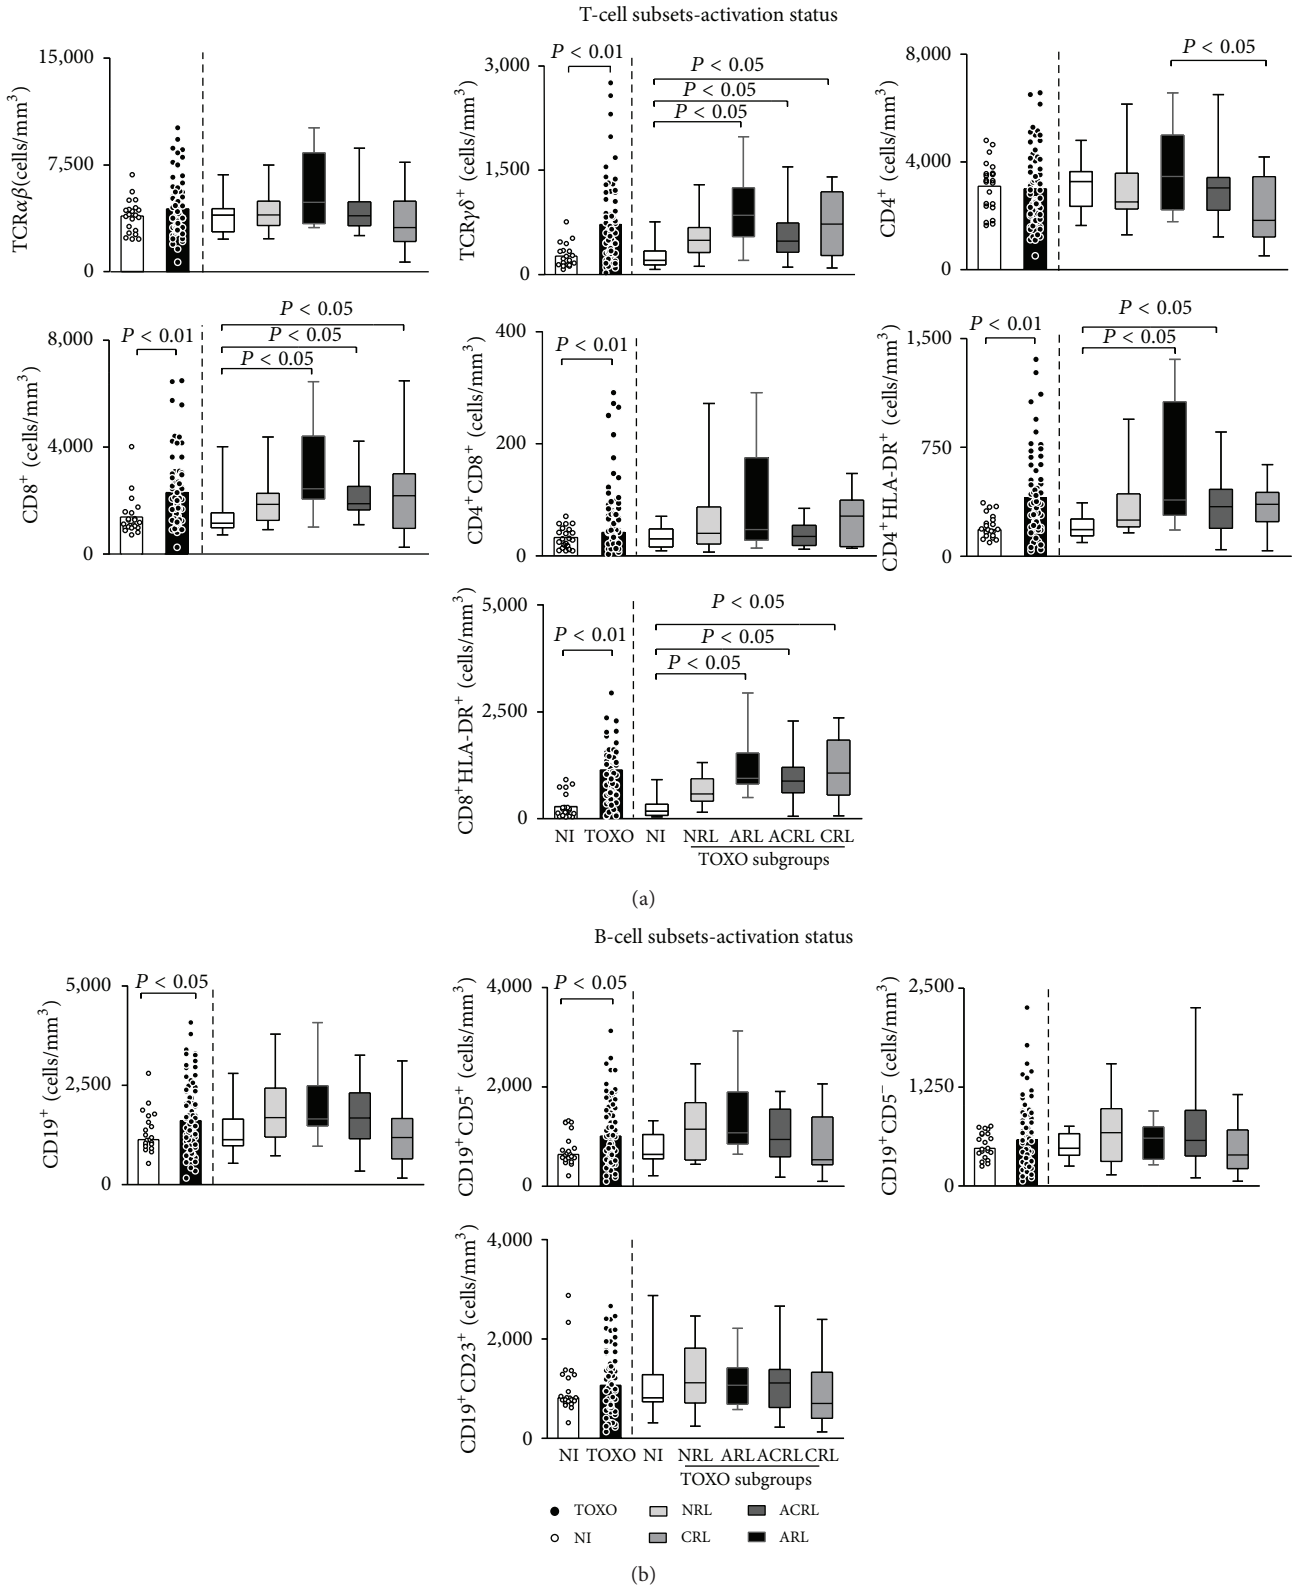 T-cell subsets-activation status
TCRαβ(cells/mm³)
15,000
7,500
0
TCRγδ⁺ (cells/mm³)
3,000
1,500
0
P < 0.01
P < 0.05
P < 0.05
P < 0.05
CD4⁺ (cells/mm³)
8,000
4,000
0
P < 0.05
CD8⁺ (cells/mm³)
8,000
4,000
0
P < 0.01
P < 0.05
P < 0.05
P < 0.05
CD4⁺CD8⁺ (cells/mm³)
400
200
0
P < 0.01
CD4⁺HLA-DR⁺ (cells/mm³)
1,500
750
0
P < 0.01
P < 0.05
P < 0.05
CD8⁺HLA-DR⁺ (cells/mm³)
5,000
2,500
0
P < 0.01
P < 0.05
P < 0.05
P < 0.05
NI TOXO NI NRL ARL ACRL CRL
TOXO subgroups
(a)
B-cell subsets-activation status
CD19⁺ (cells/mm³)
5,000
2,500
0
P < 0.05
CD19⁺CD5⁺ (cells/mm³)
4,000
2,000
0
P < 0.05
CD19⁺CD5⁻ (cells/mm³)
2,500
1,250
0
CD19⁺CD23⁺ (cells/mm³)
4,000
2,000
0
NI TOXO NI NRL ARL ACRL CRL
TOXO subgroups
TOXO NRL ACRL
NI CRL ARL
(b)